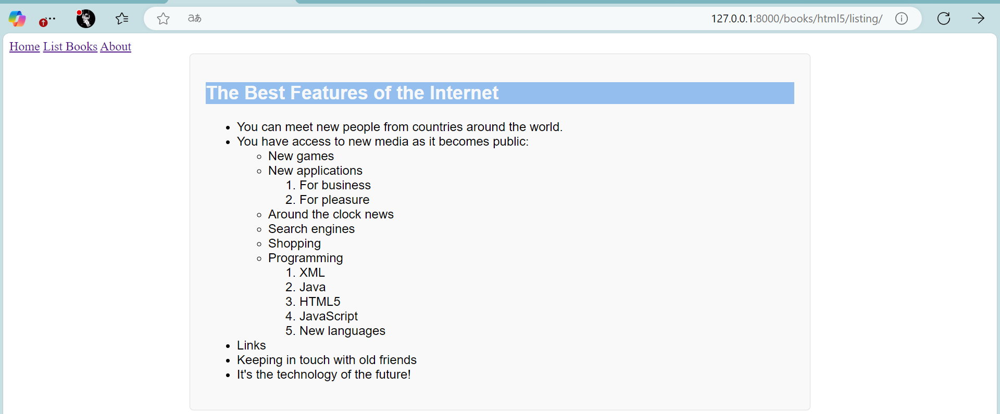 aあ
127.0.0.1:8000/books/html5/listing/
Home List Books About
The Best Features of the Internet
You can meet new people from countries around the world.
You have access to new media as it becomes public:
New games
New applications
1. For business
2. For pleasure
Around the clock news
Search engines
Shopping
Programming
1. XML
2. Java
3. HTML5
4. JavaScript
5. New languages
Links
Keeping in touch with old friends
It's the technology of the future!